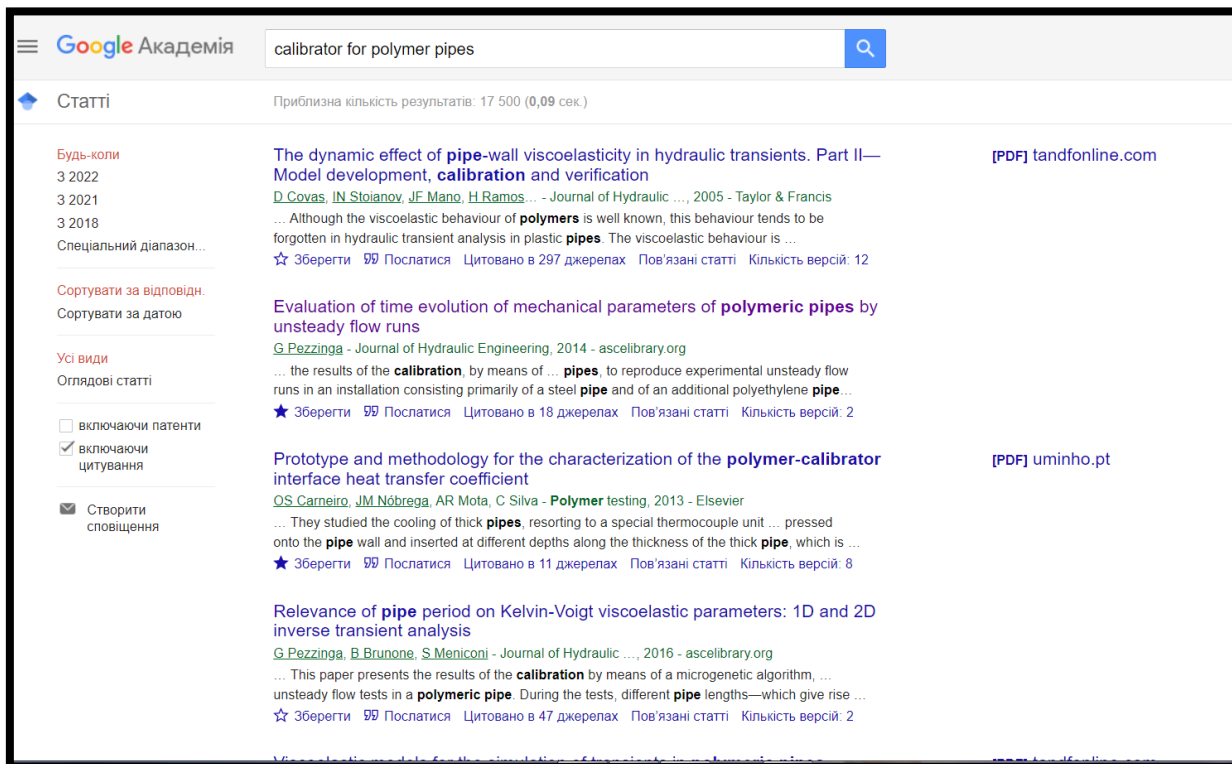 Google Академія
calibrator for polymer pipes
Статті
Приблизна кількість результатів: 17 500 (0,09 сек.)
Будь-коли
З 2022
З 2021
З 2018
Спеціальний діапазон...
Сортувати за відповідн.
Сортувати за датою
Усі види
Оглядові статті
включаючи патенти
включаючи
цитування
Створити
сповіщення
The dynamic effect of pipe-wall viscoelasticity in hydraulic transients. Part II—
Model development, calibration and verification
D Covas, IN Stoianov, JF Mano, H Ramos… - Journal of Hydraulic …, 2005 - Taylor & Francis
… Although the viscoelastic behaviour of polymers is well known, this behaviour tends to be
forgotten in hydraulic transient analysis in plastic pipes. The viscoelastic behaviour is …
Зберегти Послатися Цитовано в 297 джерелах Пов'язані статті Кількість версій: 12
[PDF] tandfonline.com
Evaluation of time evolution of mechanical parameters of polymeric pipes by
unsteady flow runs
G Pezzinga - Journal of Hydraulic Engineering, 2014 - ascelibrary.org
… the results of the calibration, by means of … pipes, to reproduce experimental unsteady flow
runs in an installation consisting primarily of a steel pipe and of an additional polyethylene pipe…
Зберегти Послатися Цитовано в 18 джерелах Пов'язані статті Кількість версій: 2
Prototype and methodology for the characterization of the polymer-calibrator
interface heat transfer coefficient
OS Carneiro, JM Nóbrega, AR Mota, C Silva - Polymer testing, 2013 - Elsevier
… They studied the cooling of thick pipes, resorting to a special thermocouple unit … pressed
onto the pipe wall and inserted at different depths along the thickness of the thick pipe, which is …
Зберегти Послатися Цитовано в 11 джерелах Пов'язані статті Кількість версій: 8
[PDF] uminho.pt
Relevance of pipe period on Kelvin-Voigt viscoelastic parameters: 1D and 2D
inverse transient analysis
G Pezzinga, B Brunone, S Meniconi - Journal of Hydraulic …, 2016 - ascelibrary.org
… This paper presents the results of the calibration by means of a microgenetic algorithm, …
unsteady flow tests in a polymeric pipe. During the tests, different pipe lengths—which give rise …
Зберегти Послатися Цитовано в 47 джерелах Пов'язані статті Кількість версій: 2
Viscoelastic models for the simulation of transients in polymeric pipes
[PDF] tandfonline.com